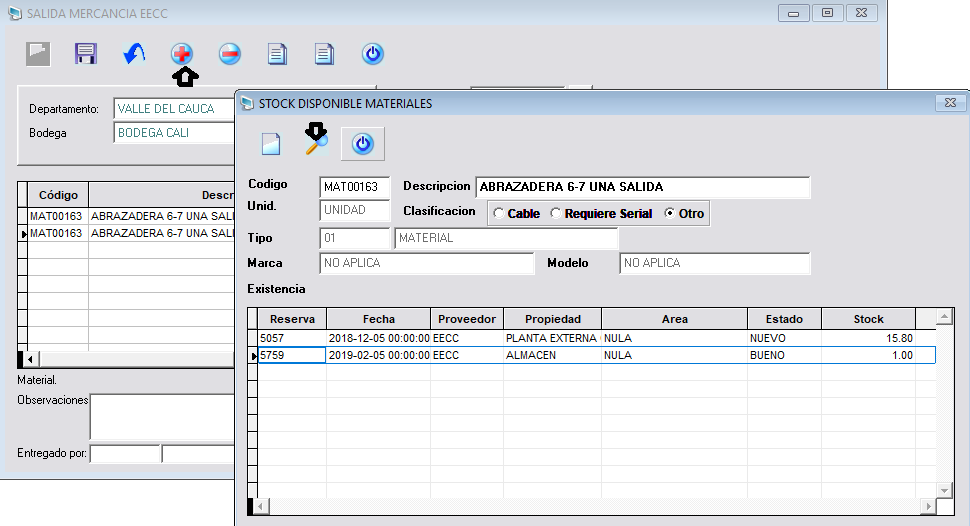 SALIDA MERCANCIA EECC
Departamento: VALLE DEL CAUCA
Bodega BODEGA CALI
Código Descr
MAT00163 ABRAZADERA 6-7 UNA SALI
MAT00163 ABRAZADERA 6-7 UNA SALI
Material.
Observaciones
Entregado por:
STOCK DISPONIBLE MATERIALES
Codigo MAT00163 Descripcion ABRAZADERA 6-7 UNA SALIDA
Unid. UNIDAD Clasificacion Cable Requiere Serial Otro
Tipo 01 MATERIAL
Marca NO APLICA Modelo NO APLICA
Existencia
Reserva Fecha Proveedor Propiedad Area Estado Stock
5057 2018-12-05 00:00:00 EECC PLANTA EXTERNA NULA NUEVO 15.80
5759 2019-02-05 00:00:00 EECC ALMACEN NULA BUENO 1.00